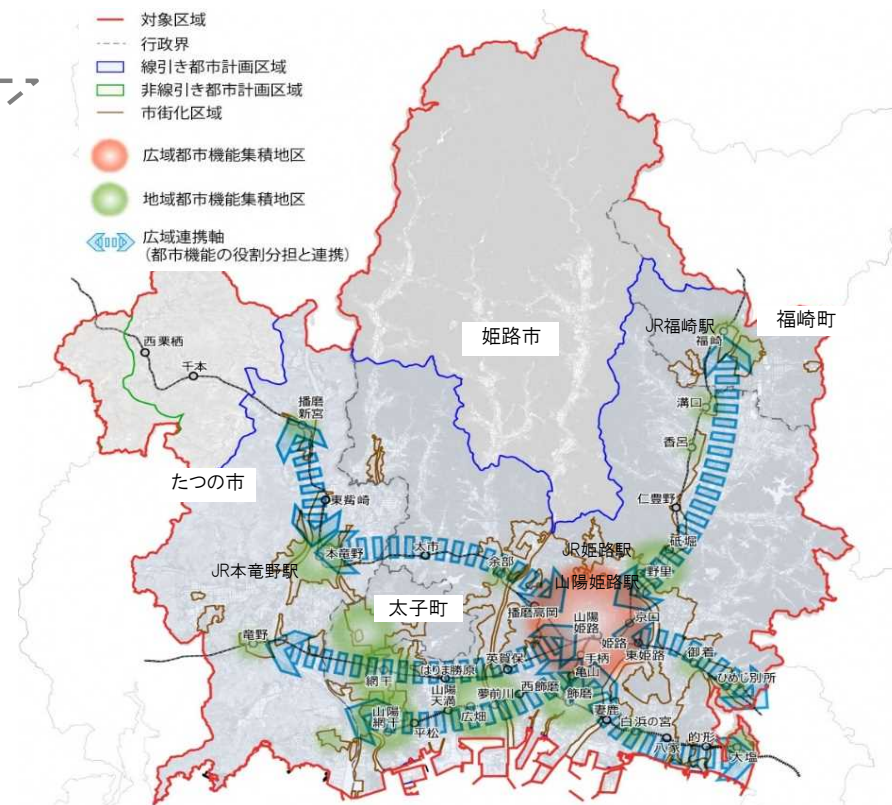 対象区域
行政界
線引き都市計画区域
非線引き都市計画区域
市街化区域
広域都市機能集積地区
地域都市機能集積地区
広域連携軸
(都市機能の役割分担と連携)
姫路市
JR福崎駅
福崎町
福崎
西栗栖
千本
播磨
新宮
溝口
香呂
たつの市
東觜崎
仁豊野
砥堀
本竜野
太市
余部
JR姫路駅
JR本竜野駅
野里
山陽姫路駅
太子町
播磨高岡
京口
山陽
姫路
竜野
姫路
東姫路
御着
英賀保
手柄
網干
はりま勝原
亀山
ひめじ別所
山陽
天満
夢前川
西飾磨
飾磨
山陽
網干
広畑
妻鹿
平松
白浜の宮
八家
的形
大塩